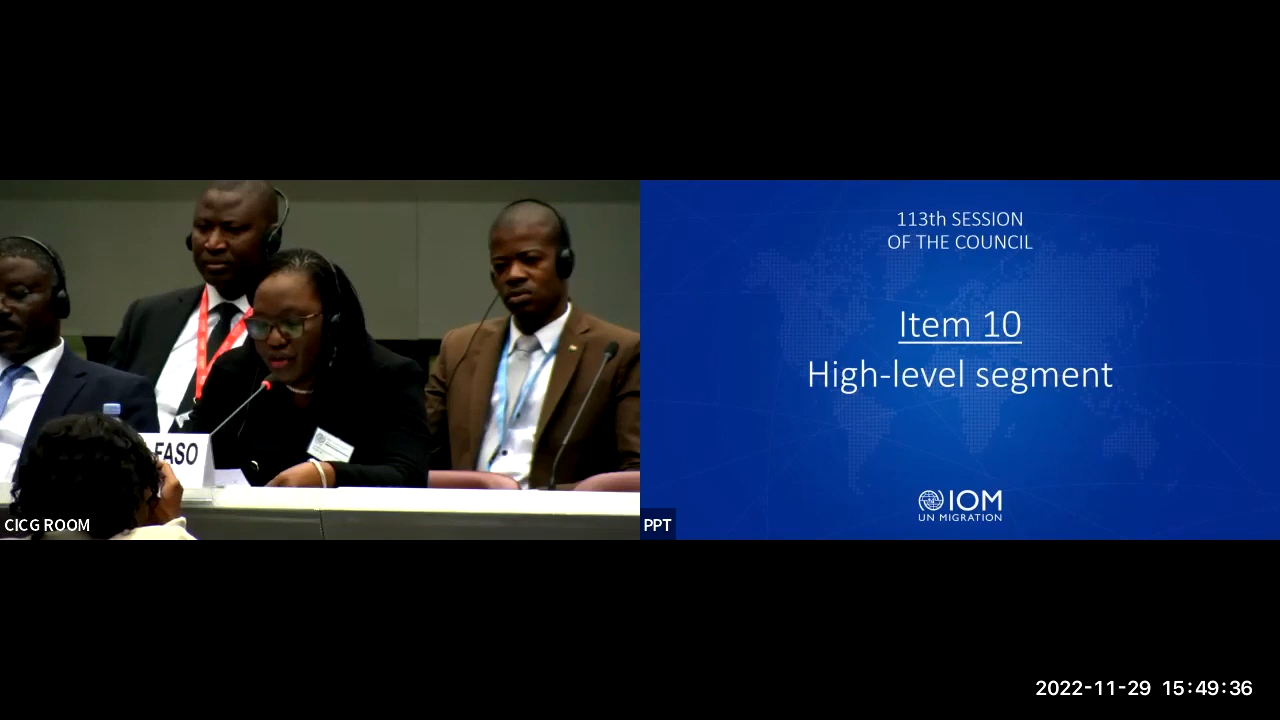 FASO
CICG ROOM
113th SESSION
OF THE COUNCIL
Item 10
High-level segment
IOM
UN MIGRATION
PPT
2022-11-29 15:49:36